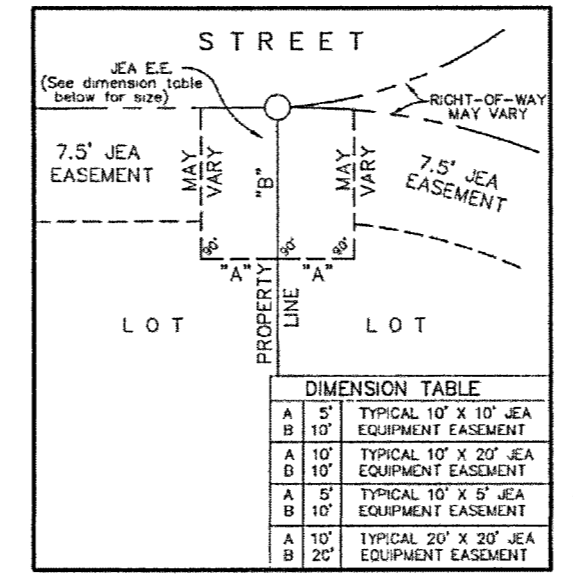 STREET
JEA E.E.
(See dimension table
below for size)
RIGHT-OF-WAY
MAY VARY
7.5' JEA
EASEMENT
MAY
VARY
"B"
MAY
VARY
7.5' JEA
EASEMENT
90°
90°
90°
"A"
"A"
PROPERTY
LINE
LOT
LOT
DIMENSION TABLE
A 5' TYPICAL 10' X 10' JEA
B 10' EQUIPMENT EASEMENT
A 10' TYPICAL 10' X 20' JEA
B 10' EQUIPMENT EASEMENT
A 5' TYPICAL 10' X 5' JEA
B 10' EQUIPMENT EASEMENT
A 10' TYPICAL 20' X 20' JEA
B 20' EQUIPMENT EASEMENT